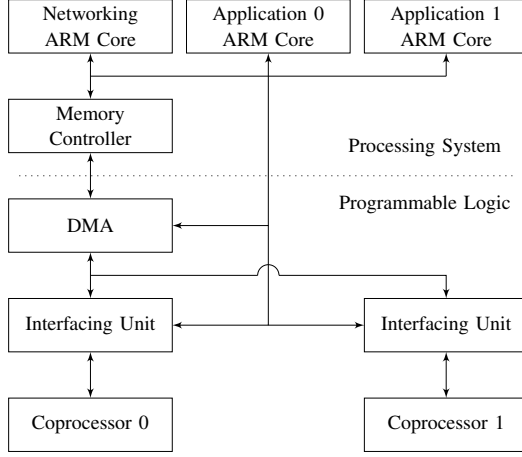 Networking
ARM Core
Application 0
ARM Core
Application 1
ARM Core
Memory
Controller
Processing System
Programmable Logic
DMA
Interfacing Unit
Interfacing Unit
Coprocessor 0
Coprocessor 1